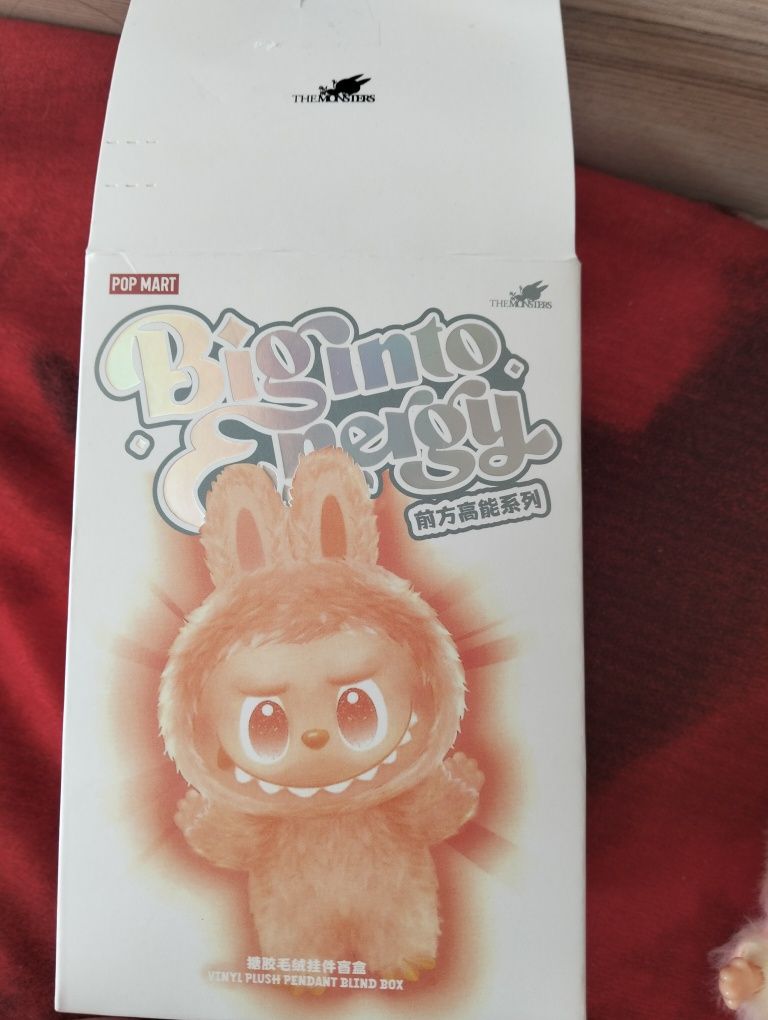 THE MONSTERS
POP MART
THE MONSTERS
Big into
Energy
前方高能系列
搪胶毛绒挂件盲盒
VINYL PLUSH PENDANT BLIND BOX